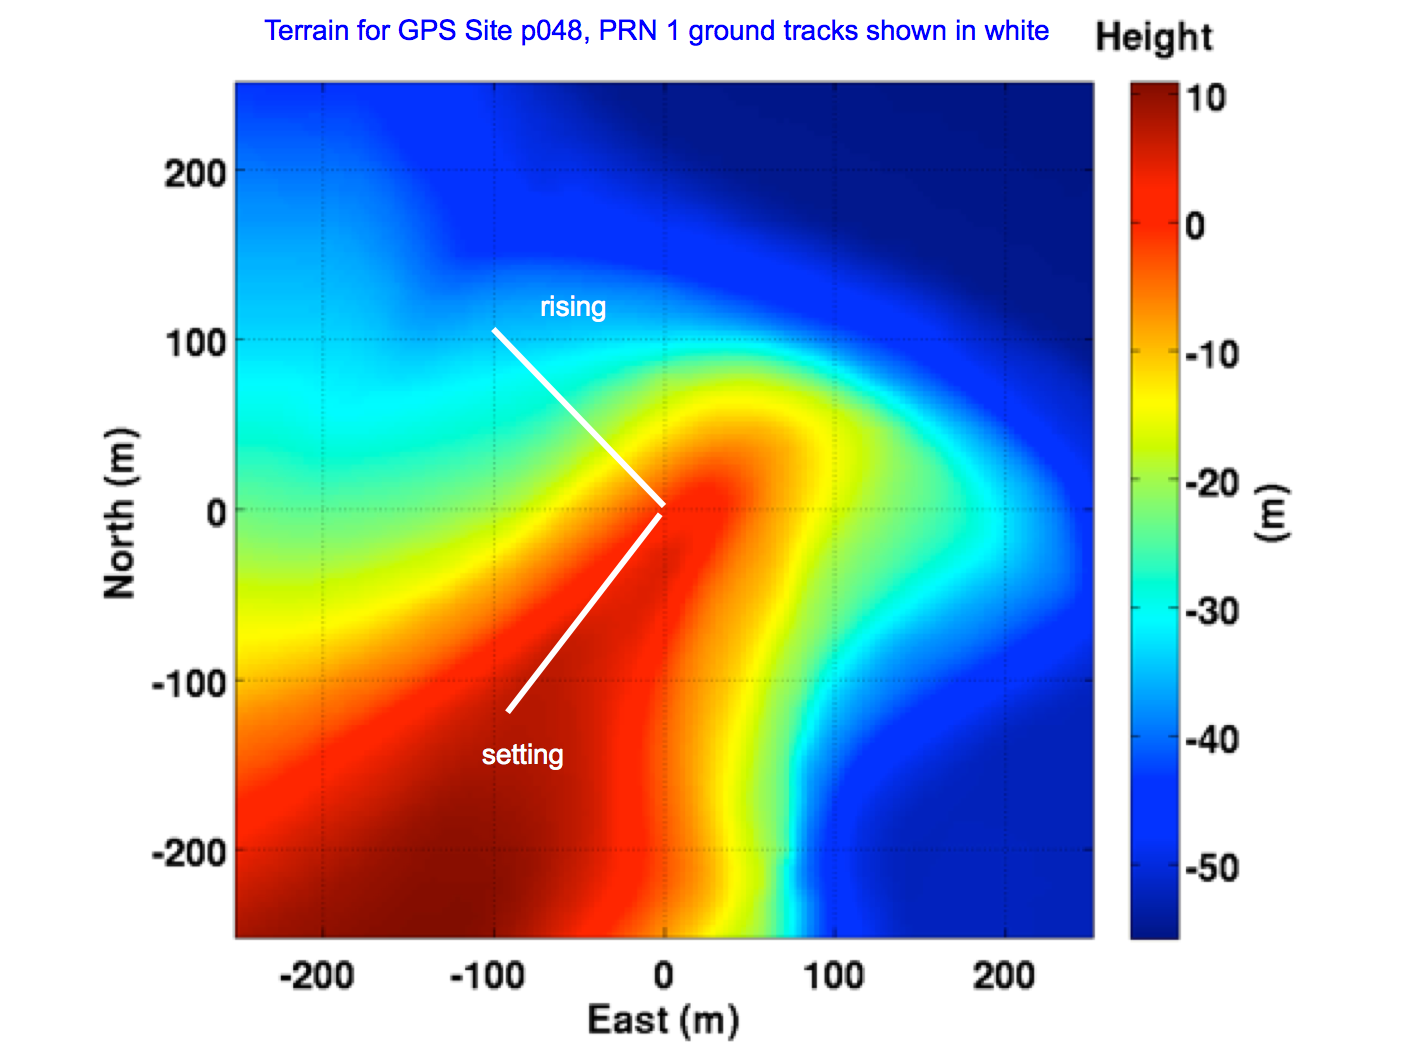 Terrain for GPS Site p048, PRN 1 ground tracks shown in white
Height
10
0
-10
-20
-30
-40
-50
(m)
200
100
0
-100
-200
North (m)
rising
setting
-200
-100
0
100
200
East (m)